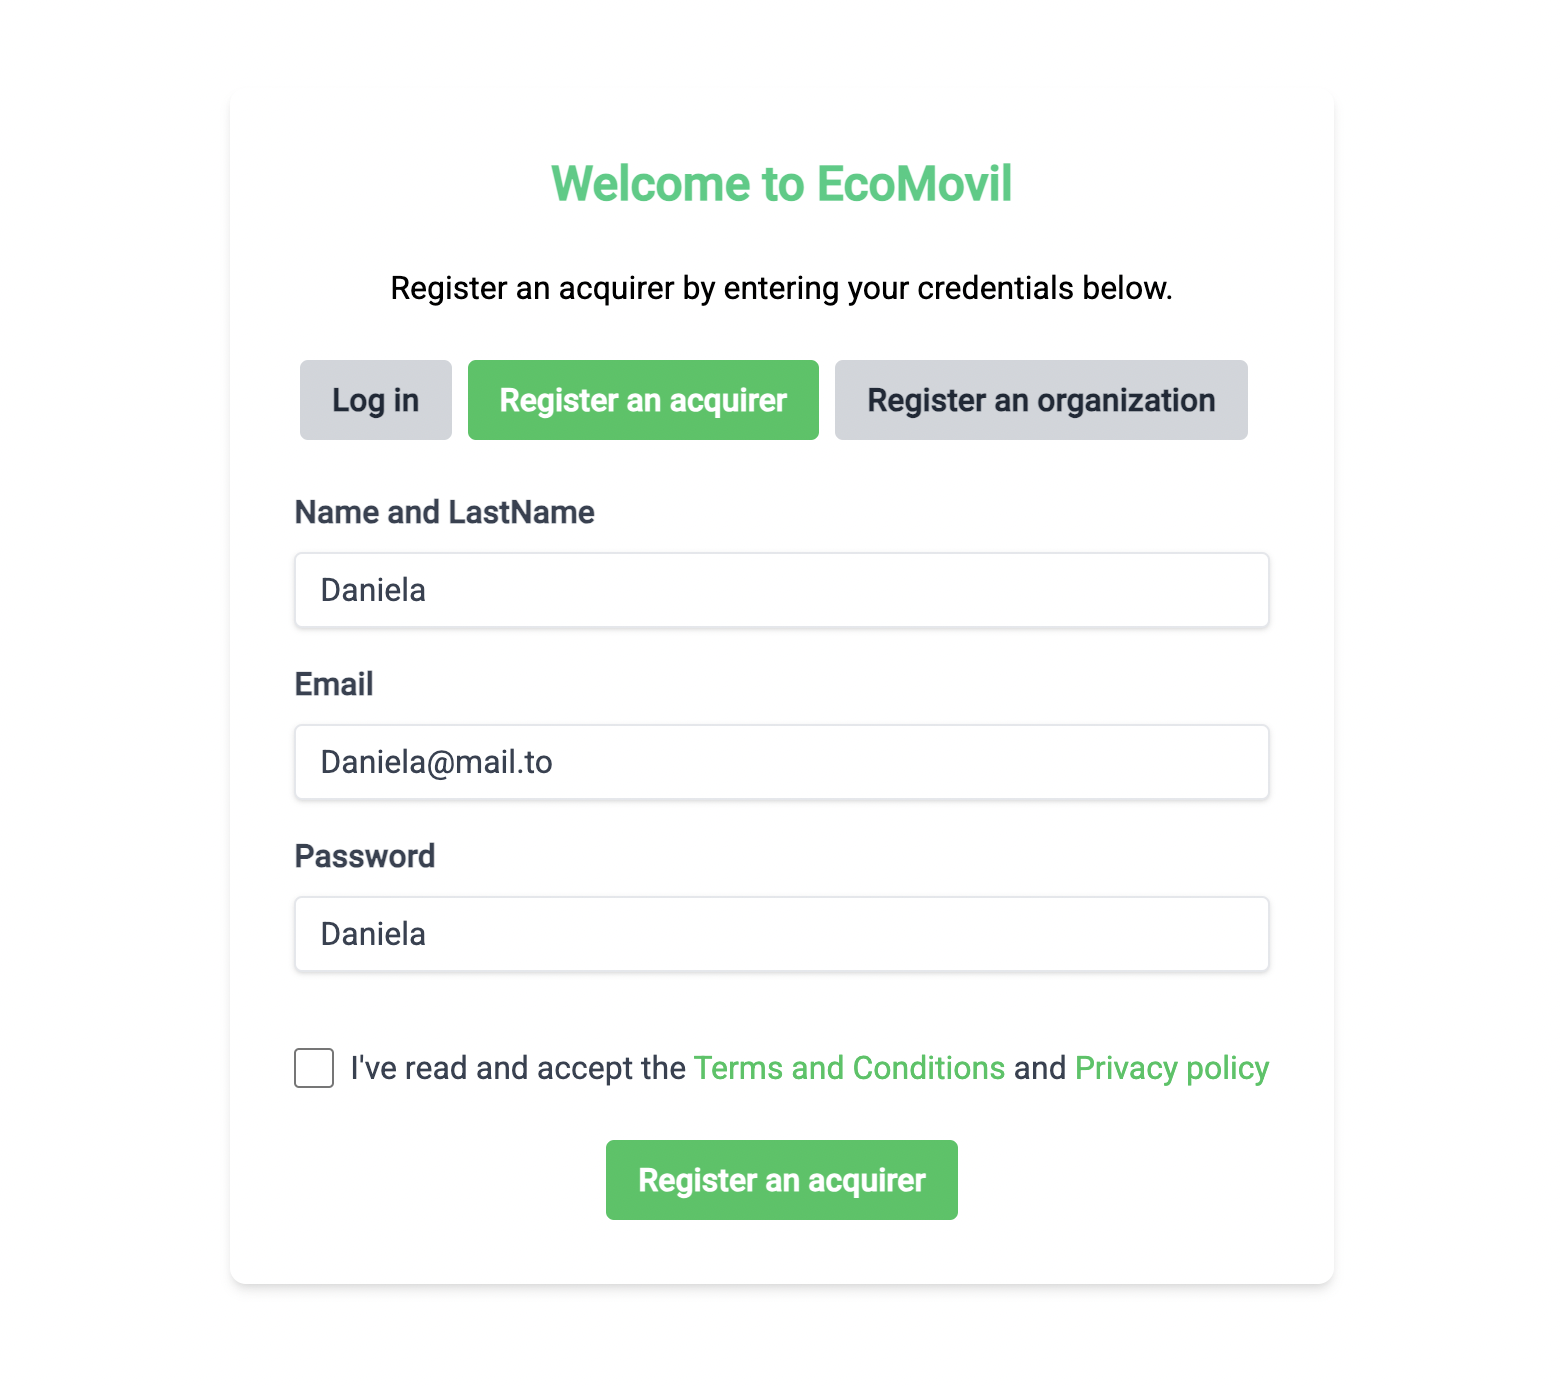 Welcome to EcoMovil
Register an acquirer by entering your credentials below.
Log in Register an acquirer Register an organization
Name and LastName
Daniela
Email
Daniela@mail.to
Password
Daniela
I've read and accept the Terms and Conditions and Privacy policy
Register an acquirer